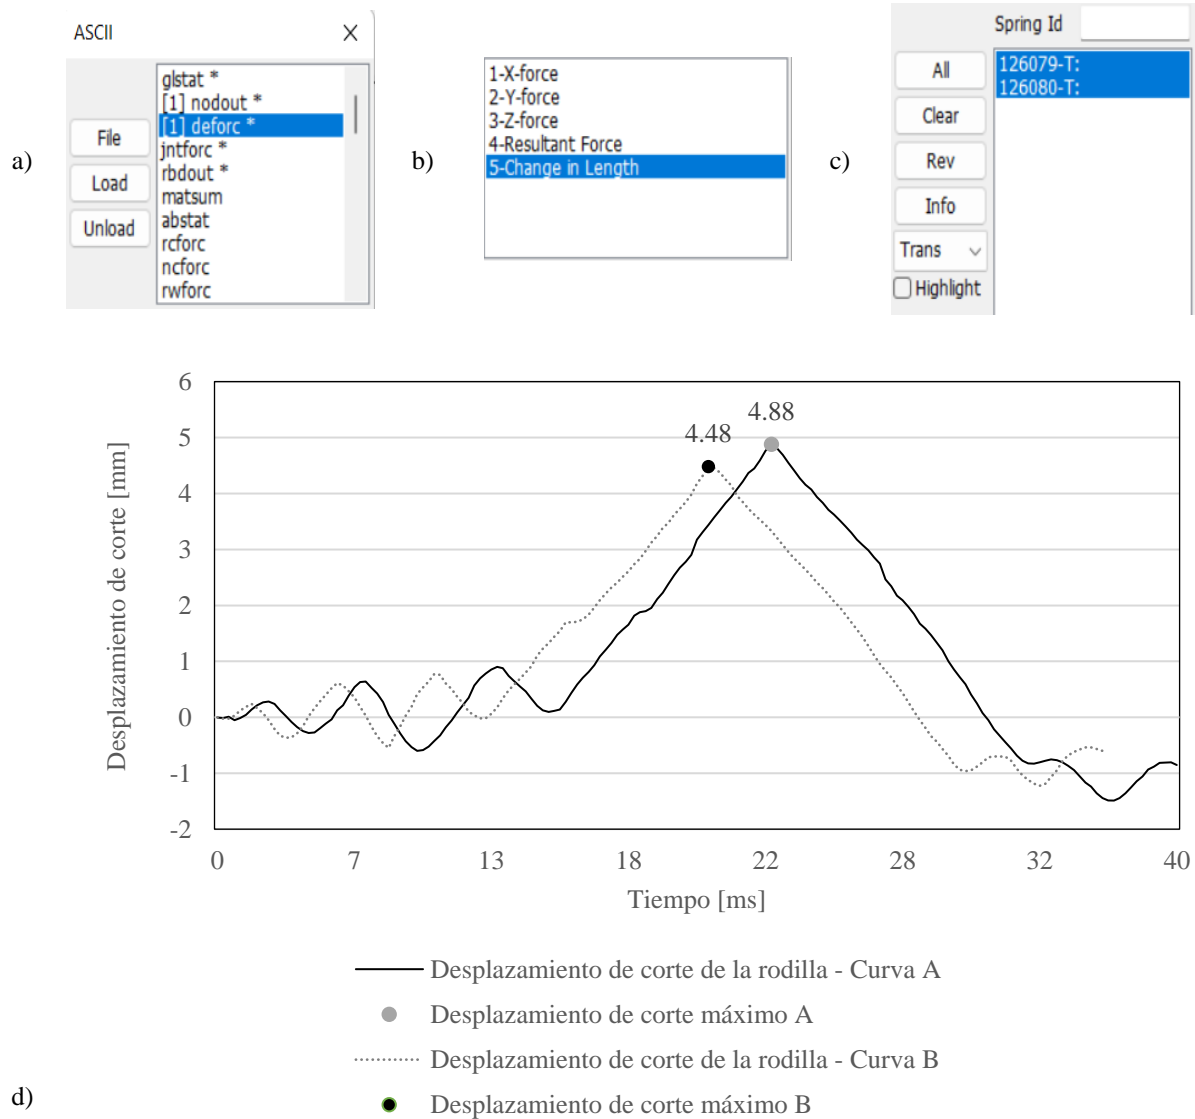 a)
ASCII
X
File
Load
Unload
glstat *
[1] nodout *
[1] deforc *
jntforc *
rbdout *
matsum
abstat
rcforc
ncforc
rwforc
b)
1-X-force
2-Y-force
3-Z-force
4-Resultant Force
5-Change in Length
c)
Spring Id
All
Clear
Rev
Info
Trans
Highlight
126079-T:
126080-T:
d)
Desplazamiento de corte [mm]
6
5
4
3
2
1
0
-1
-2
4.48
4.88
0 7 13 18 22 28 32 40
Tiempo [ms]
Desplazamiento de corte de la rodilla - Curva A
Desplazamiento de corte máximo A
Desplazamiento de corte de la rodilla - Curva B
Desplazamiento de corte máximo B